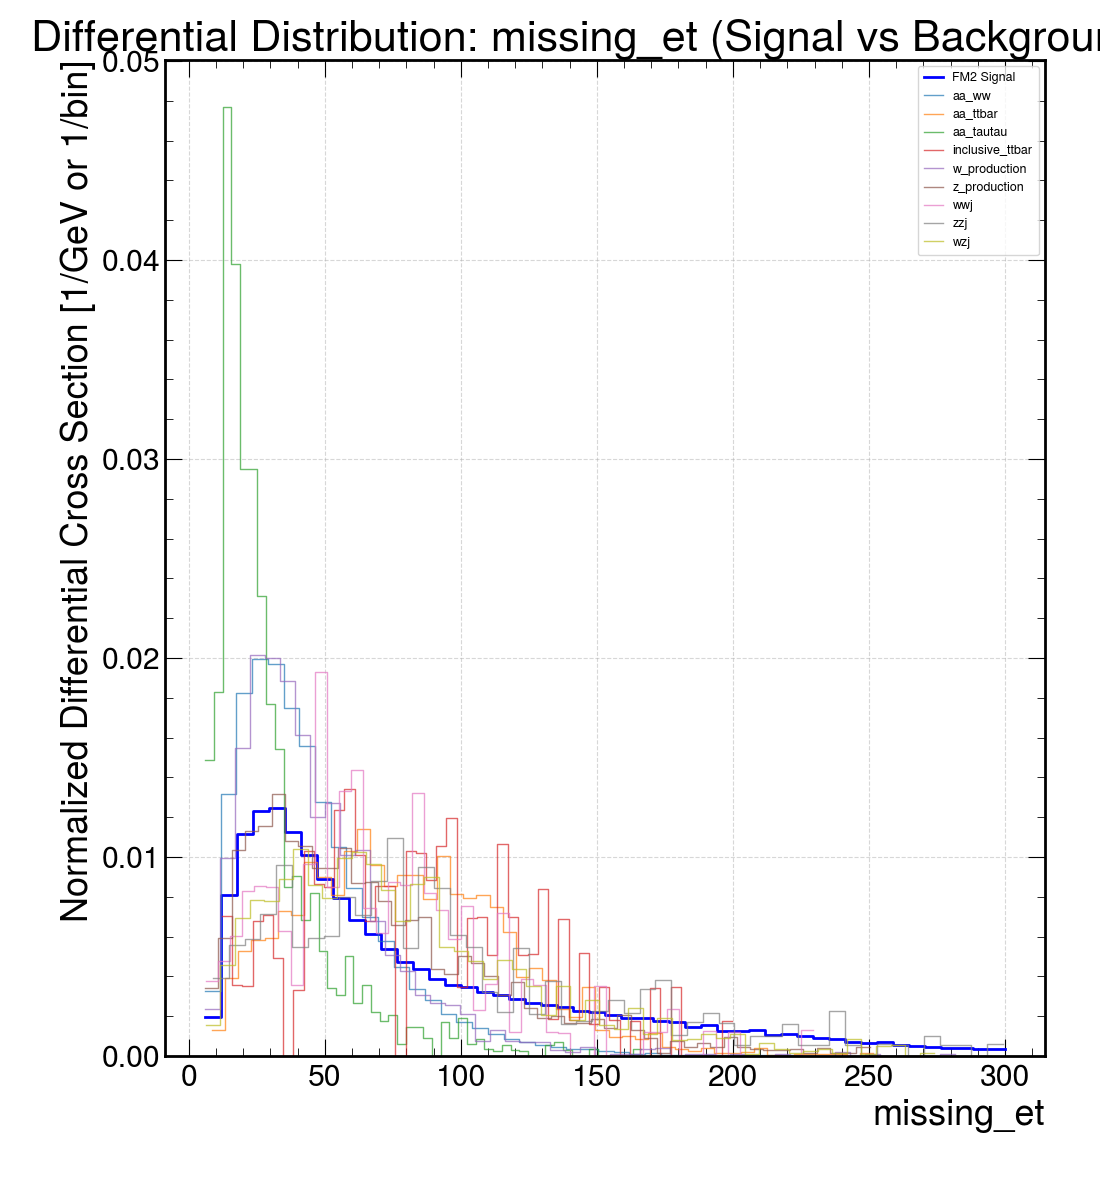 Differential Distribution: missing_et (Signal vs Backgrou
Normalized Differential Cross Section [1/GeV or 1/bin]
0.05
0.04
0.03
0.02
0.01
0.00
FM2 Signal
aa_ww
aa_ttbar
aa_tautau
inclusive_ttbar
w_production
z_production
wwj
zzj
wzj
0
50
100
150
200
250
300
missing_et